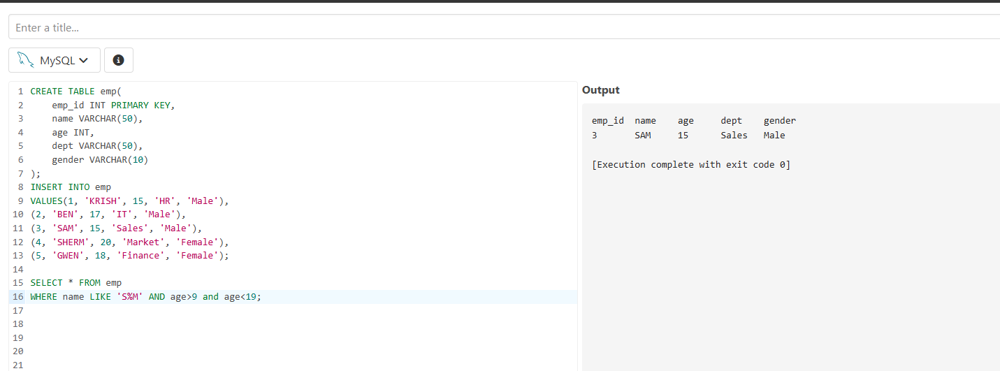 Enter a title...
MySQL
1 CREATE TABLE emp(
2     emp_id INT PRIMARY KEY,
3     name VARCHAR(50),
4     age INT,
5     dept VARCHAR(50),
6     gender VARCHAR(10)
7 );
8 INSERT INTO emp
9 VALUES(1, 'KRISH', 15, 'HR', 'Male'),
10 (2, 'BEN', 17, 'IT', 'Male'),
11 (3, 'SAM', 15, 'Sales', 'Male'),
12 (4, 'SHERM', 20, 'Market', 'Female'),
13 (5, 'GWEN', 18, 'Finance', 'Female');
14
15 SELECT * FROM emp
16 WHERE name LIKE 'S%M' AND age>9 and age<19;
17
18
19
20
21
Output
emp_id  name    age     dept    gender
3       SAM     15      Sales   Male
[Execution complete with exit code 0]